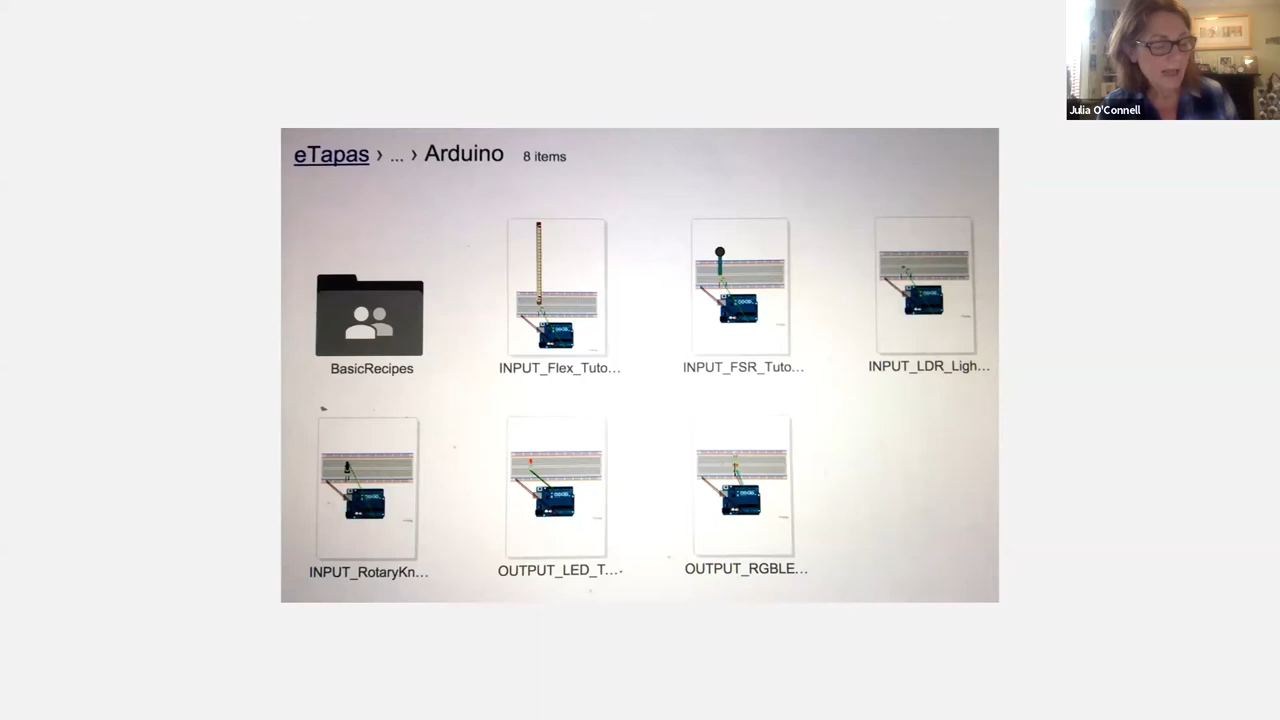 Julia O'Connell
eTapas › ... › Arduino 8 items
BasicRecipes
INPUT_Flex_Tuto...
INPUT_FSR_Tuto...
INPUT_LDR_Ligh...
INPUT_RotaryKn...
OUTPUT_LED_T...
OUTPUT_RGBLE...